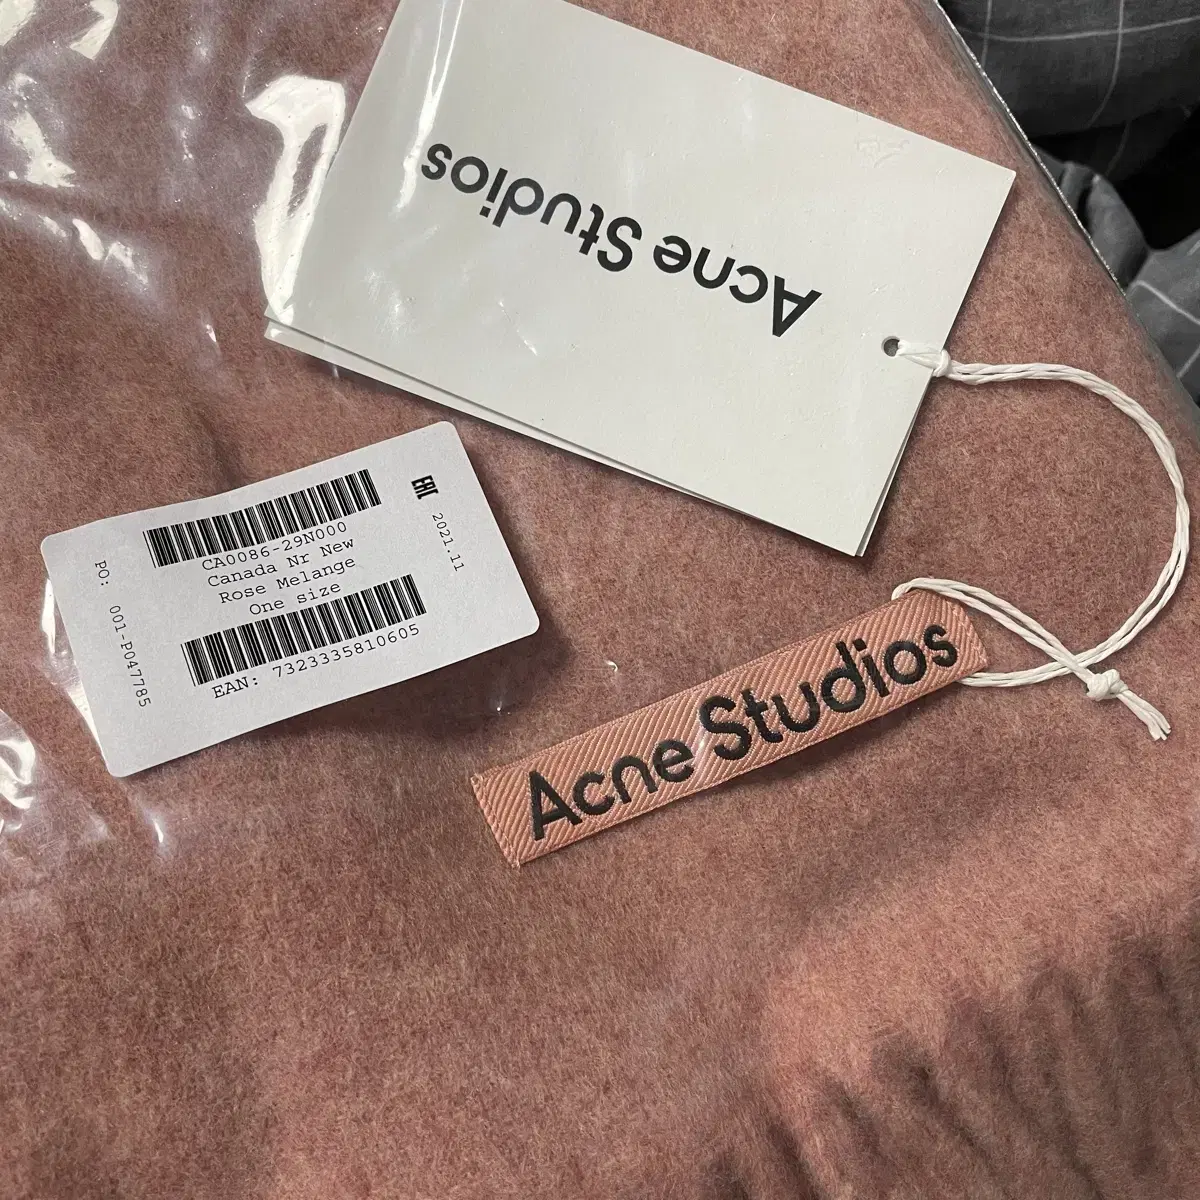 Acne Studios
CA0086-29N000
Canada Nr New
Rose Melange
One size
EAN: 7323335810605
PO: 001-P047785
EAC 2021.11
Acne Studios